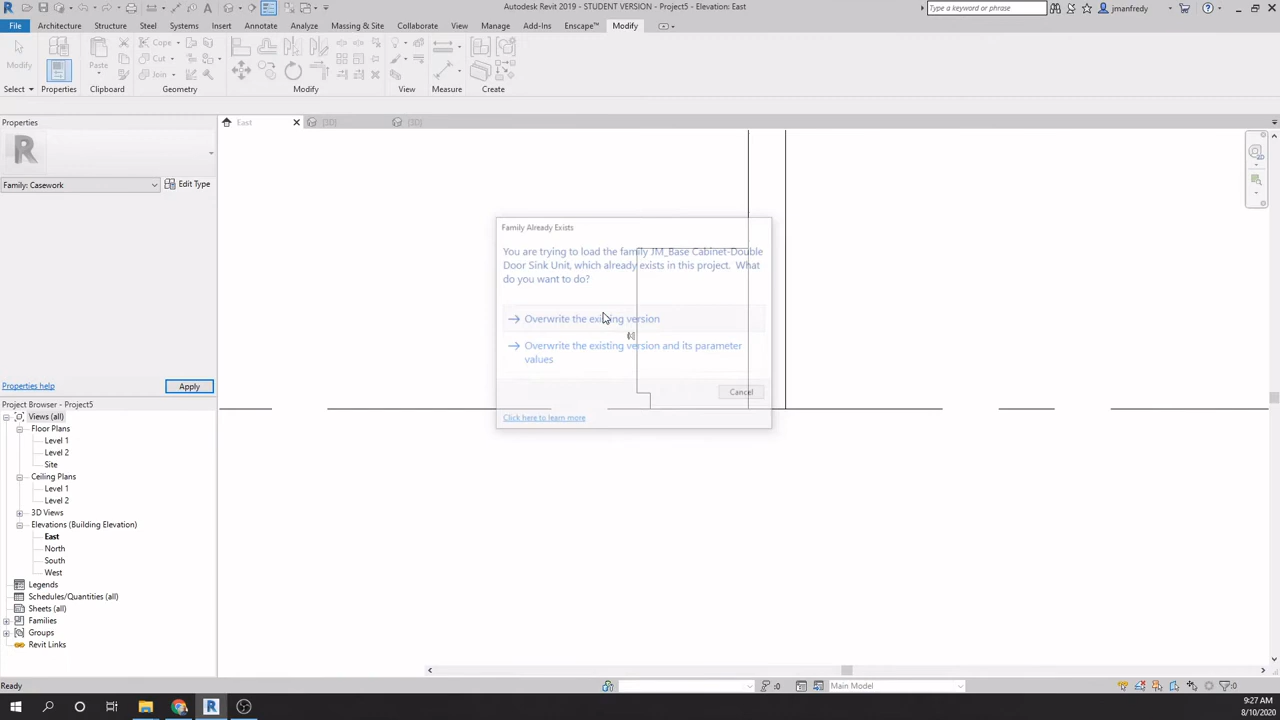 Autodesk Revit 2019 - STUDENT VERSION - Project5 - Elevation: East
Type a keyword or phrase
jmanfredy
File
Architecture
Structure
Steel
Systems
Insert
Annotate
Analyze
Massing & Site
Collaborate
View
Manage
Add-Ins
Enscape™
Modify
Modify
Paste
Cope
Cut
Join
Select
Properties
Clipboard
Geometry
Modify
View
Measure
Create
Properties
East
{3D}
{3D}
R
Family: Casework
Edit Type
Family Already Exists
You are trying to load the family JM_Base Cabinet-Double
Door Sink Unit, which already exists in this project. What
do you want to do?
Overwrite the existing version
Overwrite the existing version and its parameter
values
Cancel
Click here to learn more
Properties help
Apply
Project Browser - Project5
Views (all)
Floor Plans
Level 1
Level 2
Site
Ceiling Plans
Level 1
Level 2
3D Views
Elevations (Building Elevation)
East
North
South
West
Legends
Schedules/Quantities (all)
Sheets (all)
Families
Groups
Revit Links
Ready
:0
Main Model
:0
9:27 AM
8/10/2020